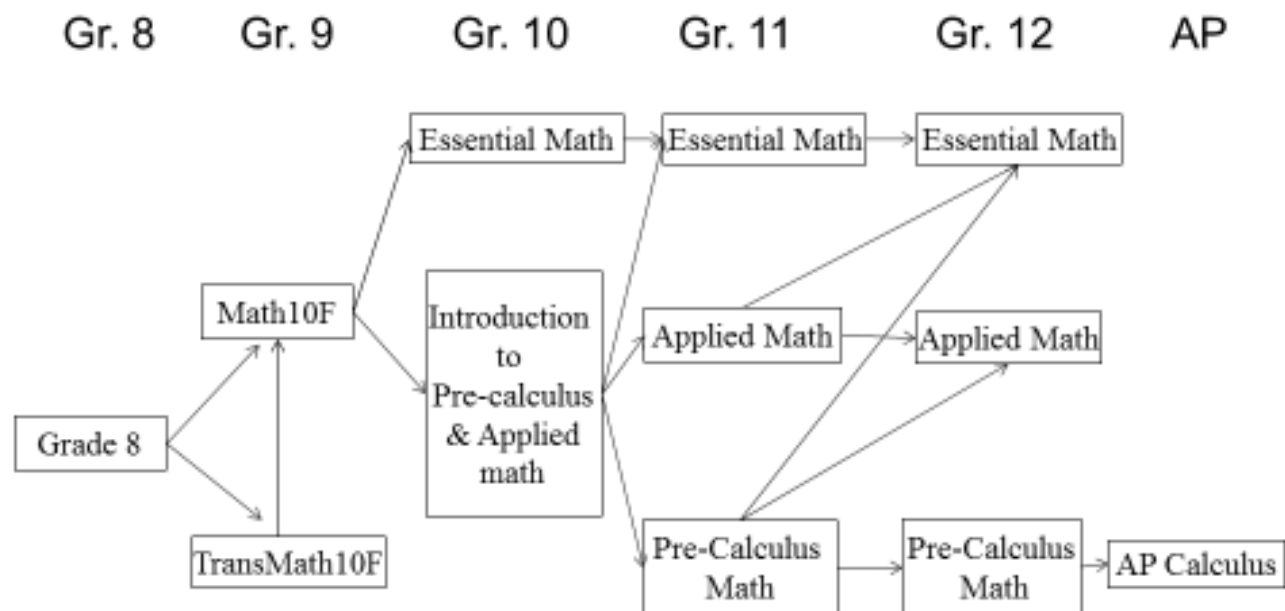 Gr. 8 Gr. 9 Gr. 10 Gr. 11 Gr. 12 AP
Essential Math Essential Math Essential Math
Math10F
Introduction
to
Pre-calculus
& Applied
math
Applied Math Applied Math
Grade 8
TransMath10F
Pre-Calculus
Math
Pre-Calculus
Math
AP Calculus